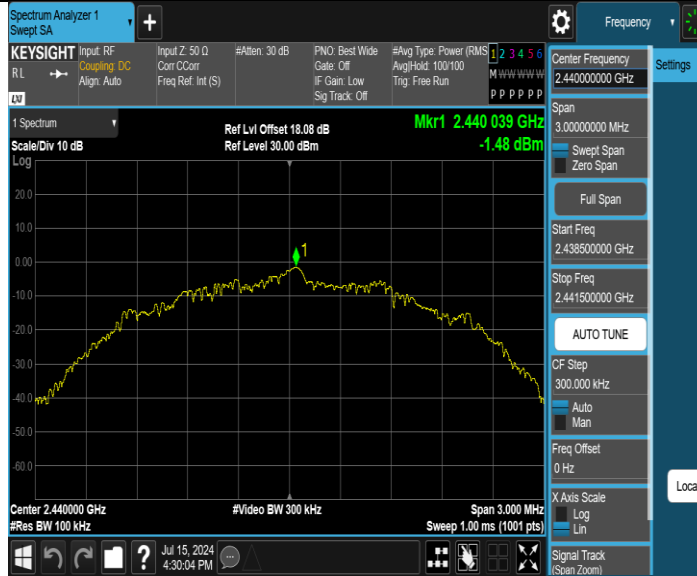 Spectrum Analyzer 1
Swept SA
+
Frequency
KEYSIGHT
RL
LXI
Input: RF
Coupling: DC
Align: Auto
Input Z: 50 Ω
Corr CCorr
Freq Ref: Int (S)
#Atten: 30 dB
PNO: Best Wide
Gate: Off
IF Gain: Low
Sig Track: Off
#Avg Type: Power (RMS
Avg|Hold: 100/100
Trig: Free Run
1 2 3 4 5 6
M W W W W W
P P P P P P
1 Spectrum
Scale/Div 10 dB
Log
Ref Lvl Offset 18.08 dB
Ref Level 30.00 dBm
Mkr1 2.440 039 GHz
-1.48 dBm
20.0
10.0
0.00
-10.0
-20.0
-30.0
-40.0
-50.0
-60.0
1
Center 2.440000 GHz
#Res BW 100 kHz
#Video BW 300 kHz
Span 3.000 MHz
Sweep 1.00 ms (1001 pts)
?
Jul 15, 2024
4:30:04 PM
Center Frequency
2.440000000 GHz
Span
3.00000000 MHz
Swept Span
Zero Span
Full Span
Start Freq
2.438500000 GHz
Stop Freq
2.441500000 GHz
AUTO TUNE
CF Step
300.000 kHz
Auto
Man
Freq Offset
0 Hz
X Axis Scale
Log
Lin
Signal Track
(Span Zoom)
Settings
Loca